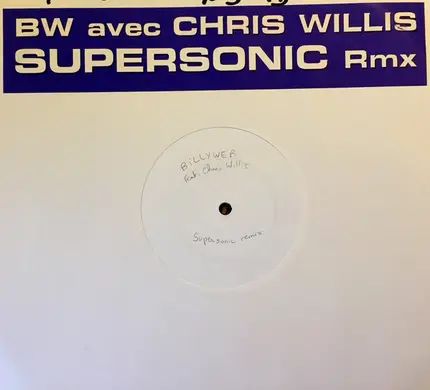 BW avec CHRIS WILLIS
SUPERSONIC Rmx
BILLYWEB
feat. Chris Willis
Supersonic remix